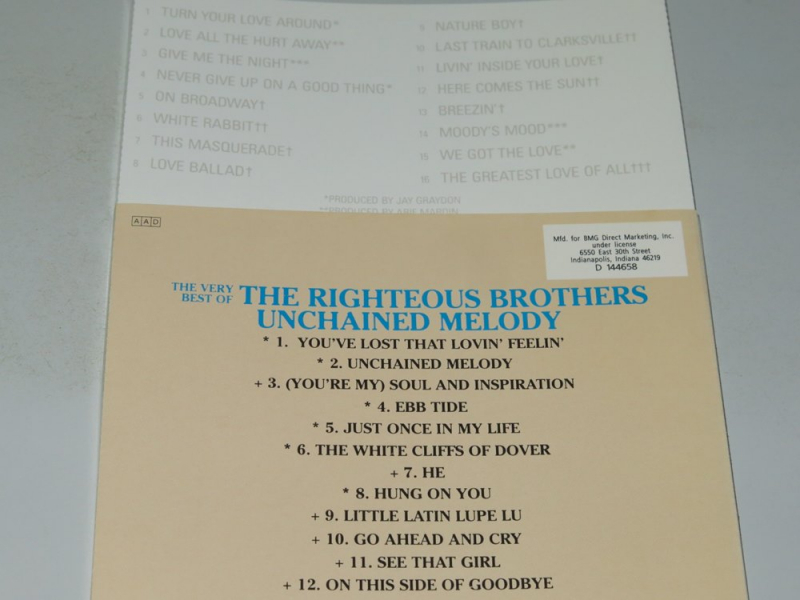 1 TURN YOUR LOVE AROUND*
2 LOVE ALL THE HURT AWAY**
3 GIVE ME THE NIGHT***
4 NEVER GIVE UP ON A GOOD THING*
5 ON BROADWAY†
6 WHITE RABBIT††
7 THIS MASQUERADE†
8 LOVE BALLAD†
9 NATURE BOY†
10 LAST TRAIN TO CLARKSVILLE††
11 LIVIN' INSIDE YOUR LOVE†
12 HERE COMES THE SUN††
13 BREEZIN'†
14 MOODY'S MOOD***
15 WE GOT THE LOVE**
16 THE GREATEST LOVE OF ALL†††
*PRODUCED BY JAY GRAYDON
**PRODUCED BY ARIF MARDIN
AAD
Mfd. for BMG Direct Marketing, Inc.
under license
6550 East 30th Street
Indianapolis, Indiana 46219
D 144658
THE VERY BEST OF THE RIGHTEOUS BROTHERS
UNCHAINED MELODY
* 1. YOU'VE LOST THAT LOVIN' FEELIN'
* 2. UNCHAINED MELODY
+ 3. (YOU'RE MY) SOUL AND INSPIRATION
* 4. EBB TIDE
* 5. JUST ONCE IN MY LIFE
* 6. THE WHITE CLIFFS OF DOVER
+ 7. HE
* 8. HUNG ON YOU
+ 9. LITTLE LATIN LUPE LU
+ 10. GO AHEAD AND CRY
+ 11. SEE THAT GIRL
+ 12. ON THIS SIDE OF GOODBYE